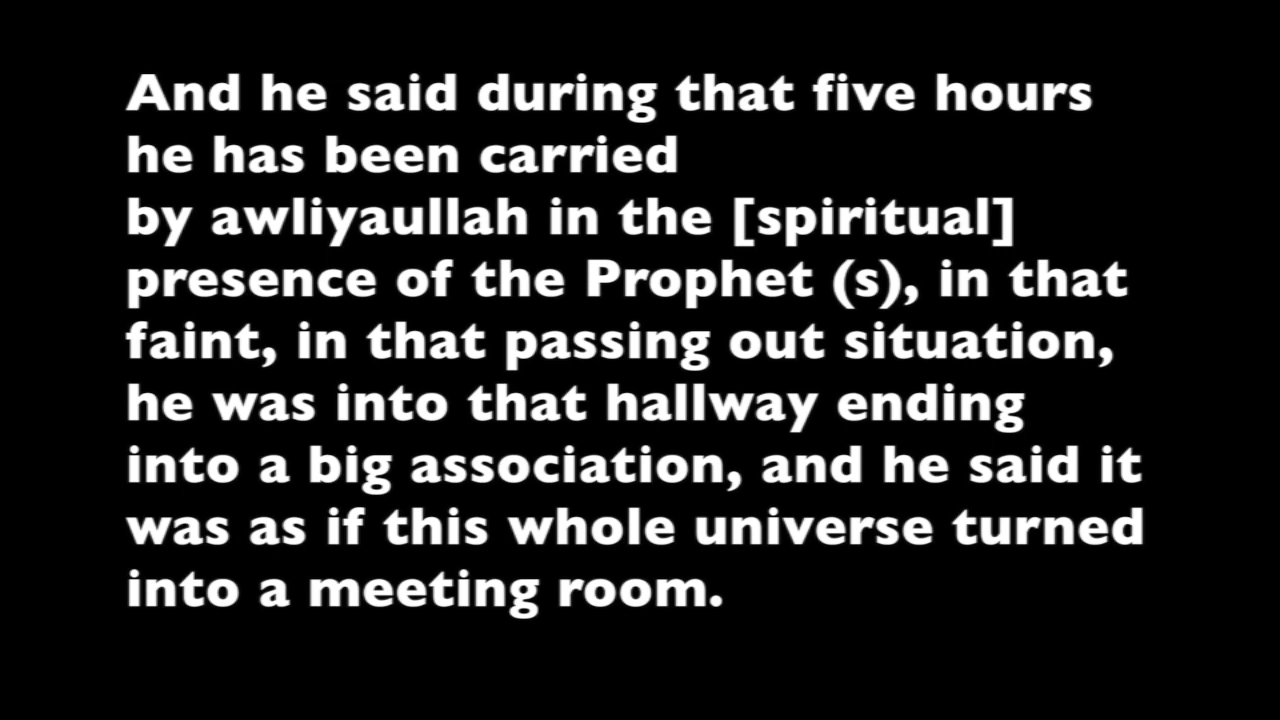 And he said during that five hours
he has been carried
by awliyaullah in the [spiritual]
presence of the Prophet (s), in that
faint, in that passing out situation,
he was into that hallway ending
into a big association, and he said it
was as if this whole universe turned
into a meeting room.